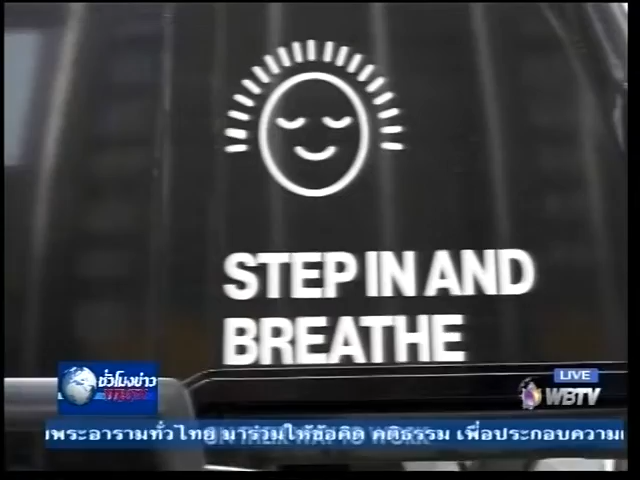 STEP IN AND
BREATHE
ชั่วโมงข่าว
LIVE
WBTV
มพระอารามทั่วไทย มาร่วมให้ข้อคิด คติธรรม เพื่อประกอบความ